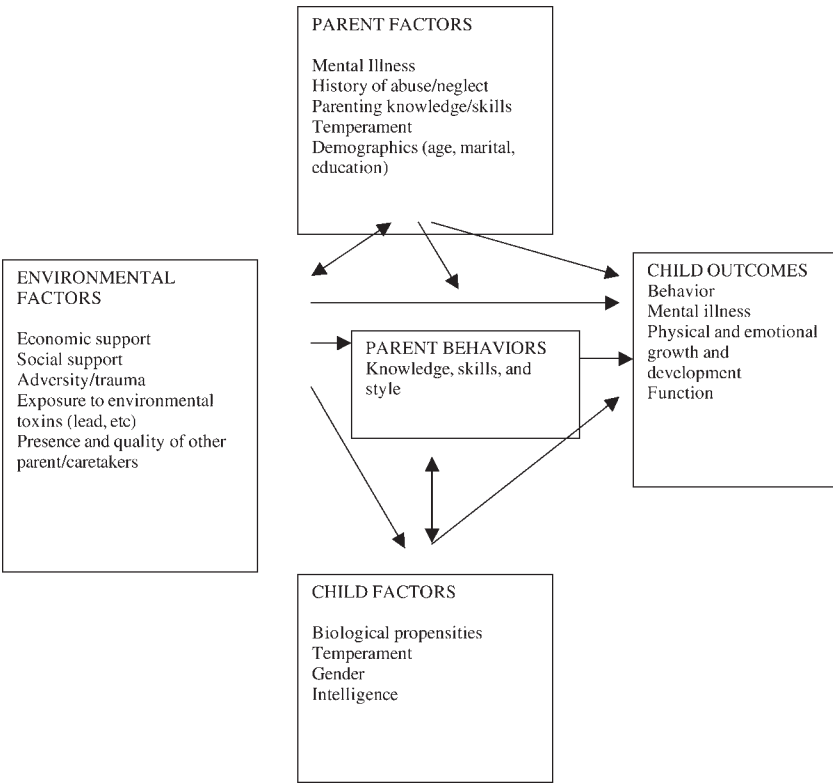 PARENT FACTORS
Mental Illness
History of abuse/neglect
Parenting knowledge/skills
Temperament
Demographics (age, marital,
education)
ENVIRONMENTAL
FACTORS
Economic support
Social support
Adversity/trauma
Exposure to environmental
toxins (lead, etc)
Presence and quality of other
parent/caretakers
PARENT BEHAVIORS
Knowledge, skills, and
style
CHILD OUTCOMES
Behavior
Mental illness
Physical and emotional
growth and
development
Function
CHILD FACTORS
Biological propensities
Temperament
Gender
Intelligence